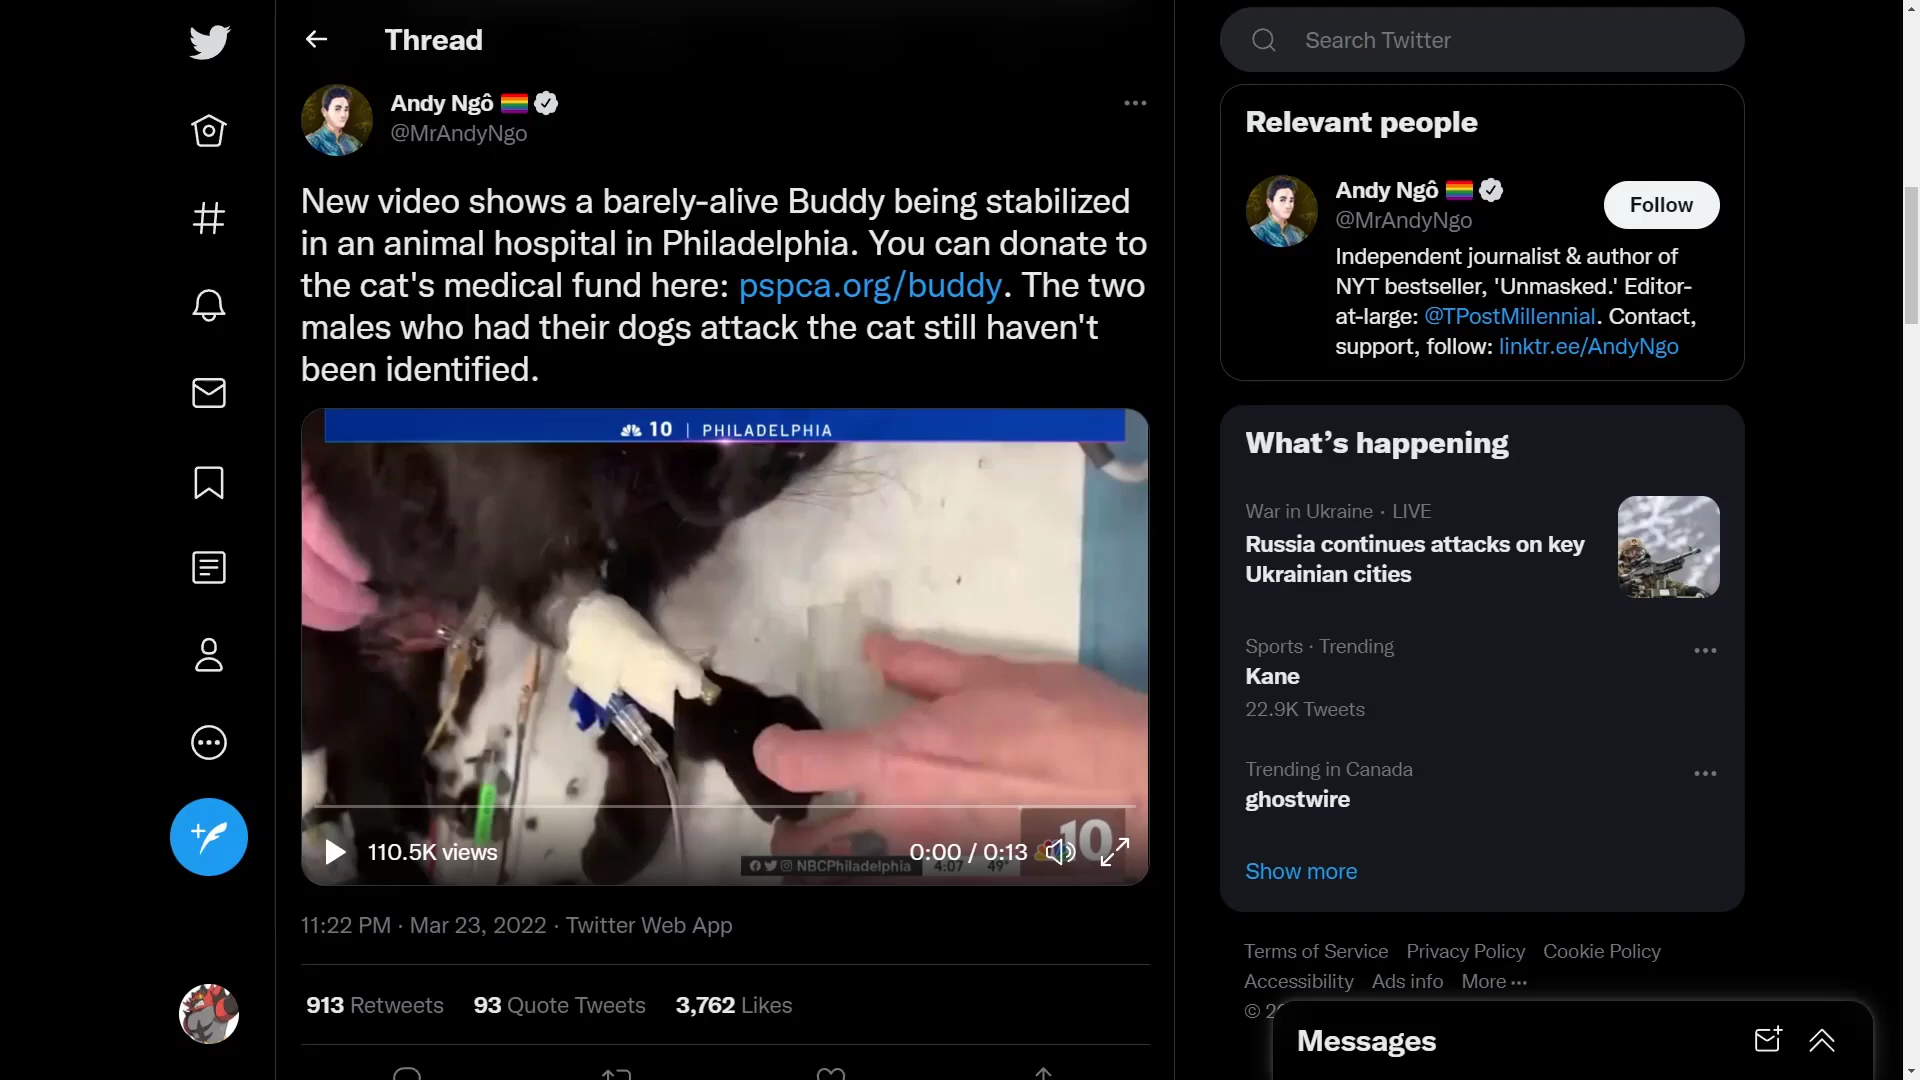 Thread
Andy Ngô
@MrAndyNgo
New video shows a barely-alive Buddy being stabilized
in an animal hospital in Philadelphia. You can donate to
the cat's medical fund here: pspca.org/buddy. The two
males who had their dogs attack the cat still haven't
been identified.
10 | PHILADELPHIA
110.5K views
0:00 / 0:13
10
NBCPhiladelphia
4:07 49°
11:22 PM · Mar 23, 2022 · Twitter Web App
913 Retweets 93 Quote Tweets 3,762 Likes
Search Twitter
Relevant people
Andy Ngô
@MrAndyNgo
Follow
Independent journalist & author of
NYT bestseller, 'Unmasked.' Editor-
at-large: @TPostMillennial. Contact,
support, follow: linktr.ee/AndyNgo
What's happening
War in Ukraine · LIVE
Russia continues attacks on key
Ukrainian cities
Sports · Trending
Kane
22.9K Tweets
Trending in Canada
ghostwire
Show more
Terms of Service Privacy Policy Cookie Policy
Accessibility Ads info More ···
©
Messages